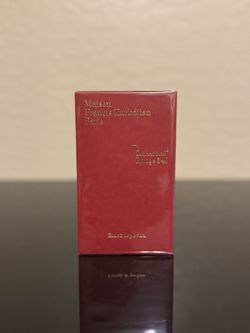 Maison
Francis Kurkdjian
Paris
Baccarat
Rouge 540
Extrait de parfum